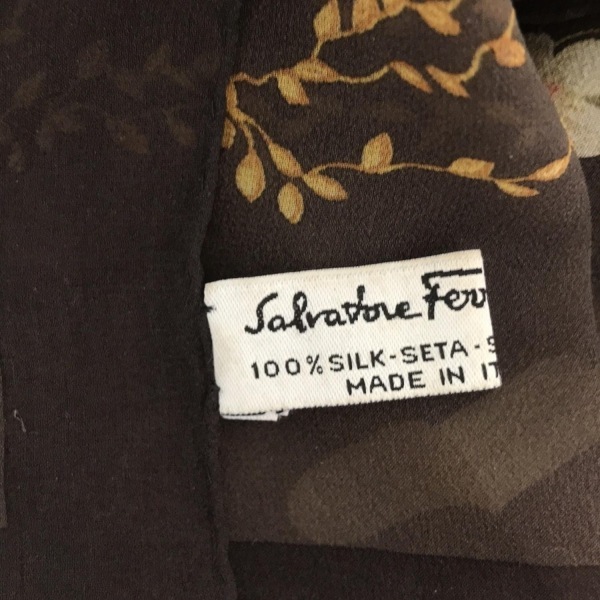 Salvatore Ferr
100% SILK-SETA-S
MADE IN IT